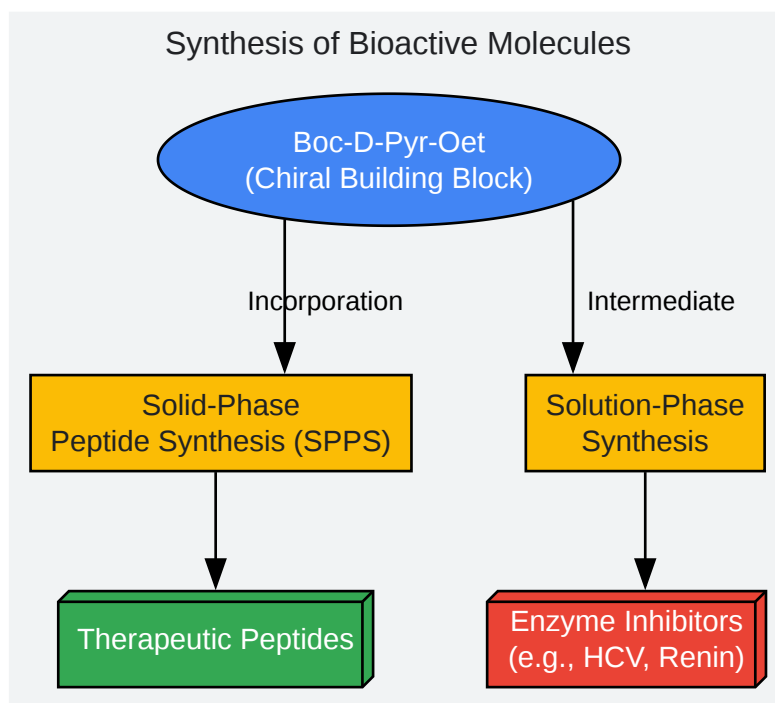 Synthesis of Bioactive Molecules
Boc-D-Pyr-Oet
(Chiral Building Block)
Incorporation
Intermediate
Solid-Phase
Peptide Synthesis (SPPS)
Solution-Phase
Synthesis
Therapeutic Peptides
Enzyme Inhibitors
(e.g., HCV, Renin)